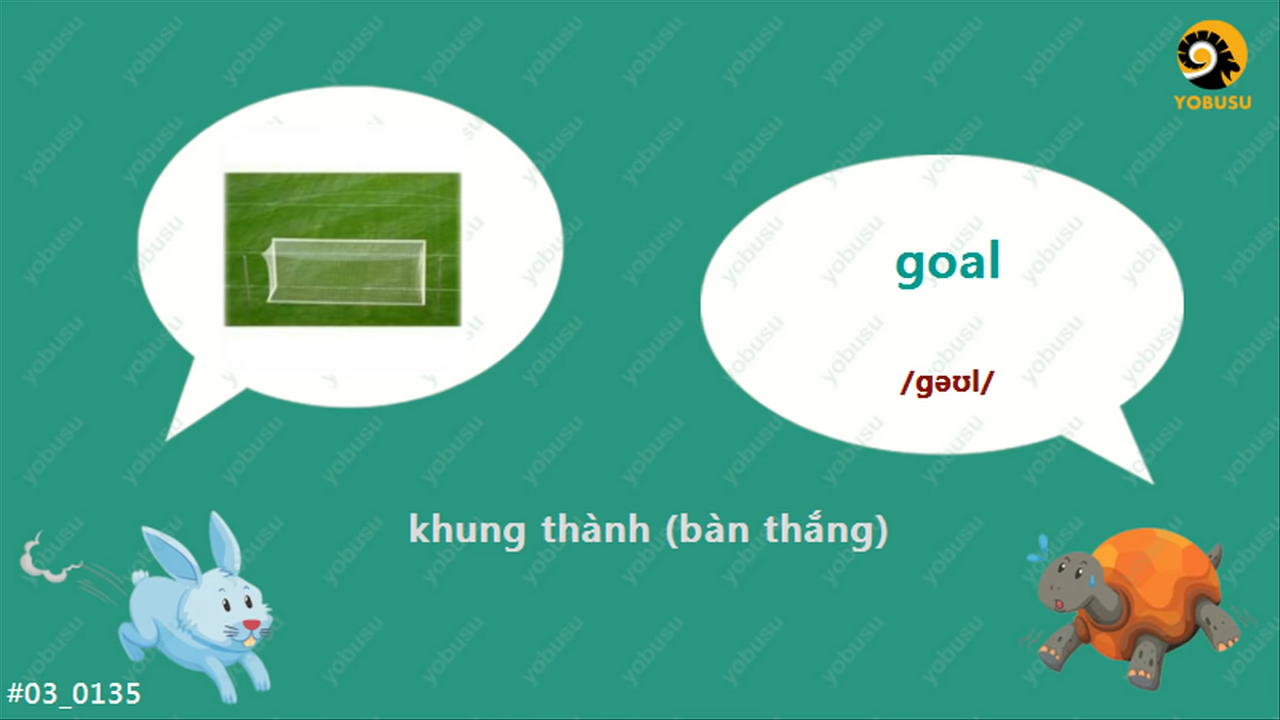 YOBUSU
goal
/gəʊl/
khung thành (bàn thắng)
#03_0135